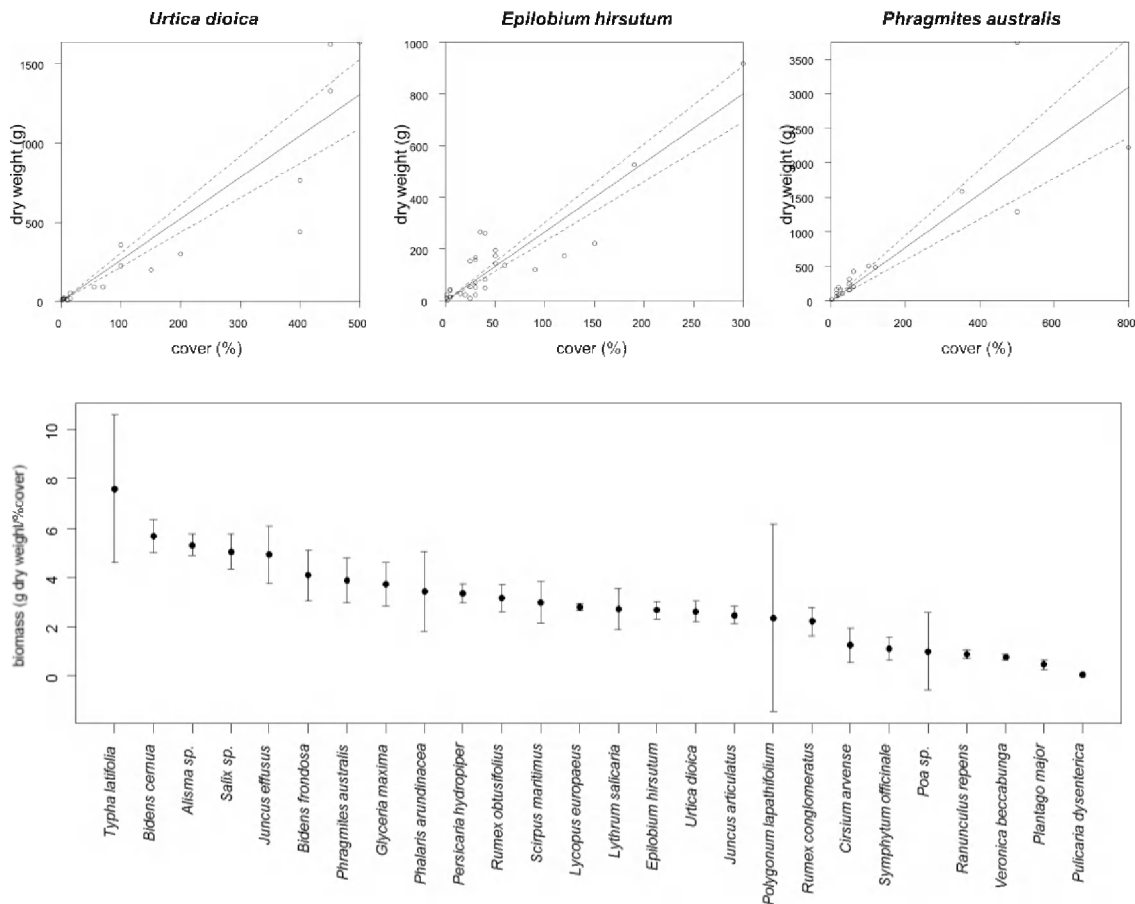 Urtica dioica
Epilobium hirsutum
Phragmites australis
dry weight (g)
0
500
1000
1500
0 100 200 300 400 500
cover (%)
dry weight (g)
0
200
400
600
800
1000
0 50 100 150 200 250 300
cover (%)
dry weight (g)
0
500
1000
1500
2000
2500
3000
3500
0 200 400 600 800
cover (%)
biomass (g dry weight/%cover)
0
2
4
6
8
10
Typha latifolia
Bidens cernua
Alisma sp.
Salix sp.
Juncus effusus
Bidens frondosa
Phragmites australis
Glyceria maxima
Phalaris arundinacea
Persicaria hydropiper
Rumex obtusifolius
Scirpus maritimus
Lycopus europaeus
Lythrum salicaria
Epilobium hirsutum
Urtica dioica
Juncus articulatus
Polygonum lapathifolium
Rumex conglomeratus
Cirsium arvense
Symphytum officinale
Poa sp.
Ranunculus repens
Veronica beccabunga
Plantago major
Pulicaria dysenterica